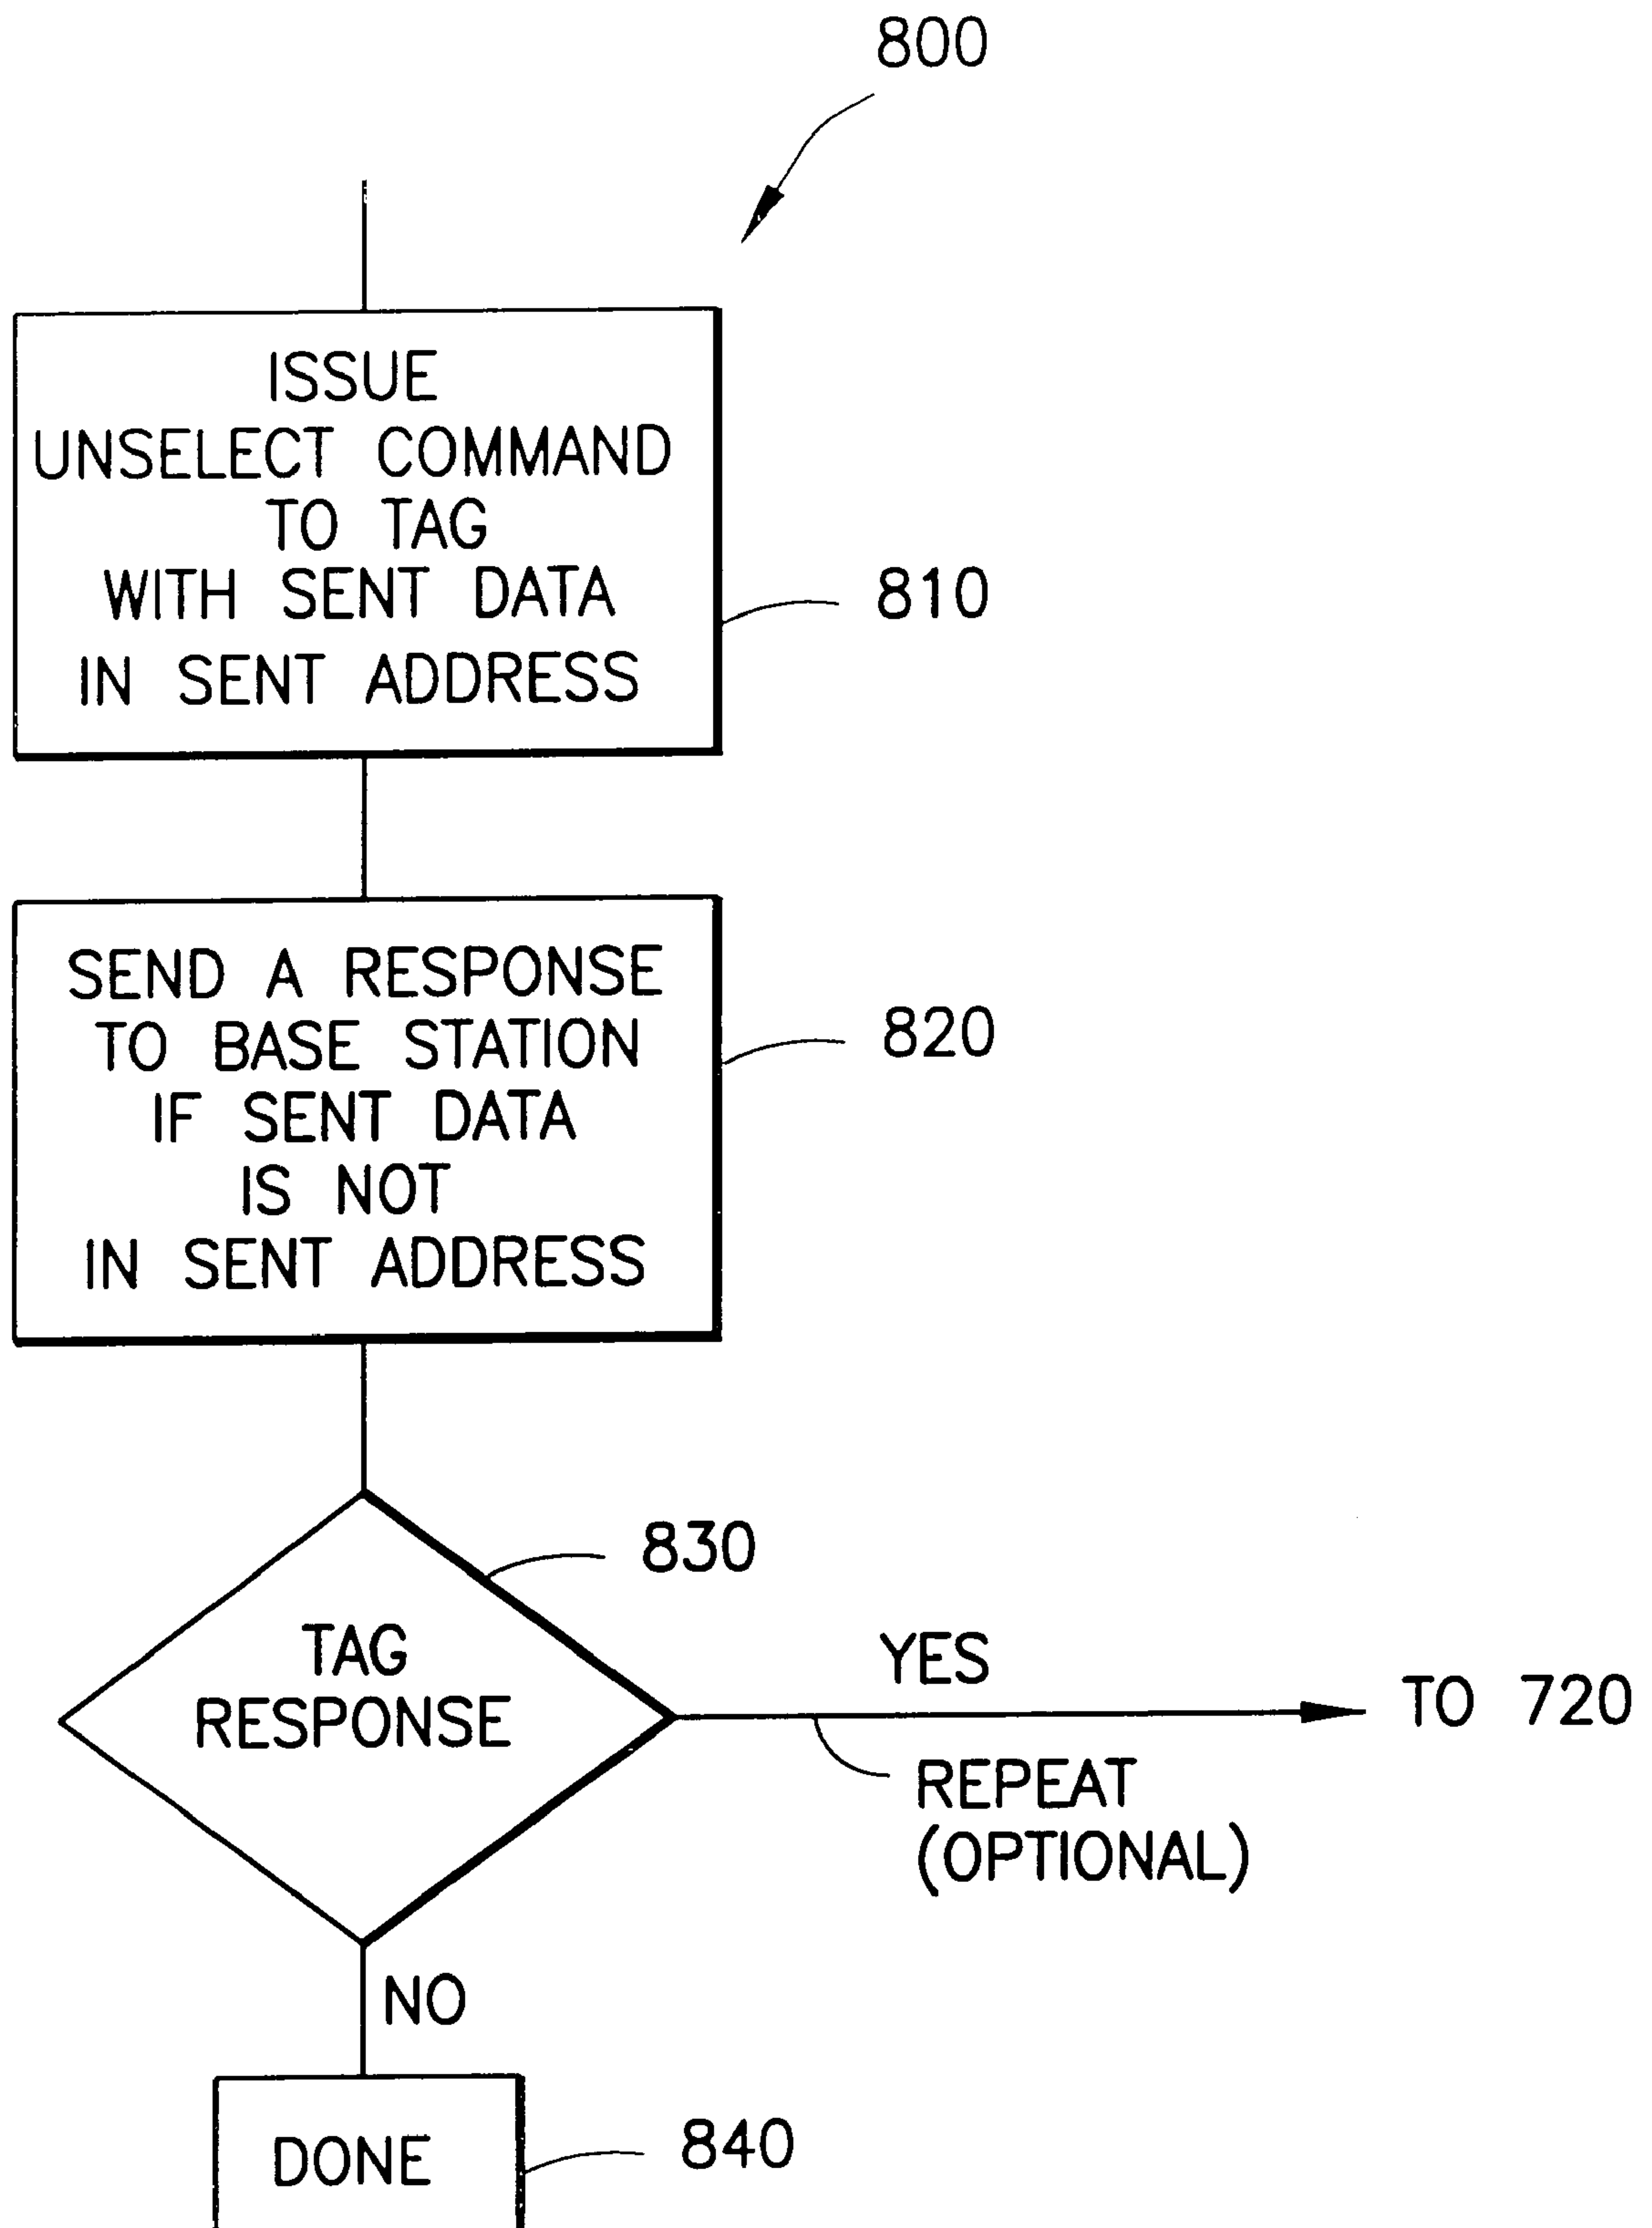 800
ISSUE
UNSELECT COMMAND
TO TAG
WITH SENT DATA
IN SENT ADDRESS
810
SEND A RESPONSE
TO BASE STATION
IF SENT DATA
IS NOT
IN SENT ADDRESS
820
830
TAG
RESPONSE
YES
TO 720
REPEAT
(OPTIONAL)
NO
DONE
840